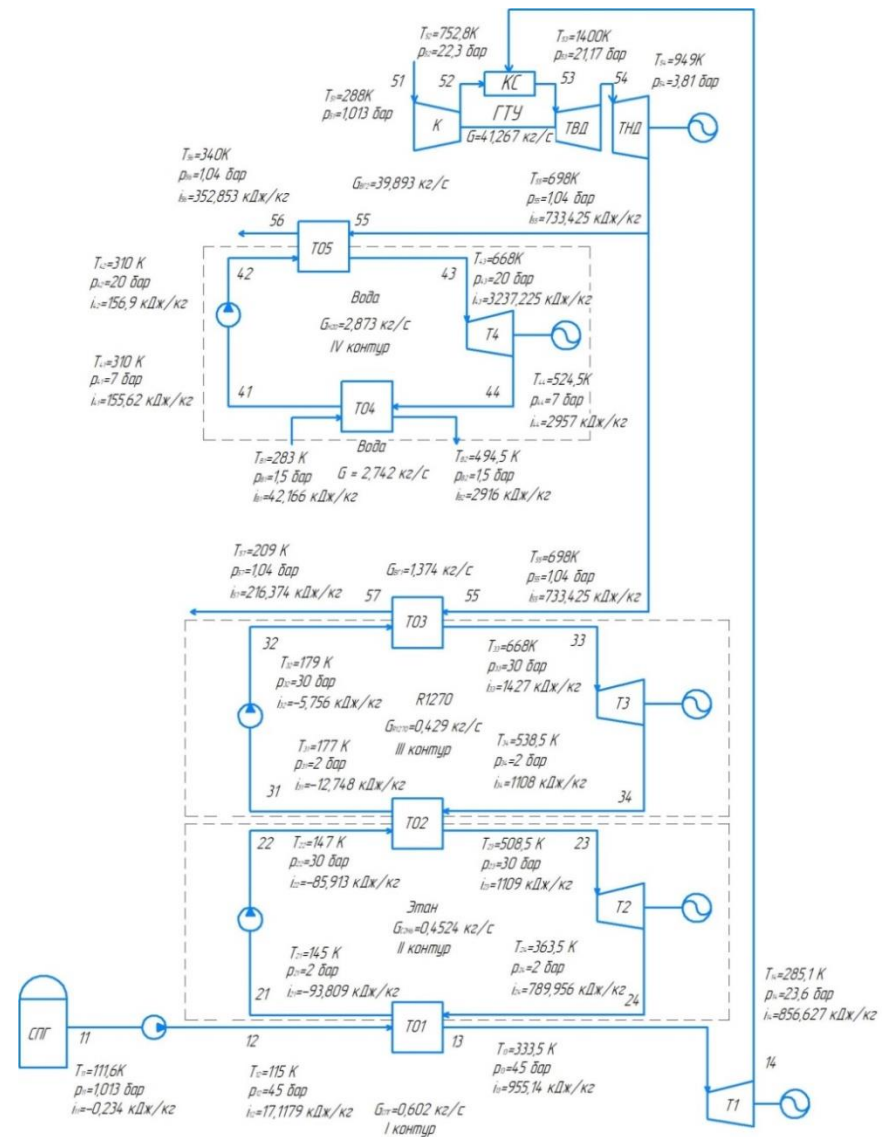 T₅₂=752,8K
p₅₂=22,3 бар
T₅₃=1400K
p₅₃=21,17 бар
T₅₄=949K
p₅₄=3,81 бар
51
52
КС
53
54
T₅₁=288K
p₅₁=1,013 бар
К
ГТУ
ТВД
ТНД
G=41,267 кг/с
T₅₆=340K
p₅₆=1,04 бар
i₅₆=352,853 кДж/кг
G_ВГ2=39,893 кг/с
T₅₅=698K
p₅₅=1,04 бар
i₅₅=733,425 кДж/кг
56
55
ТО5
42
43
T₄₂=310 K
p₄₂=20 бар
i₄₂=156,9 кДж/кг
T₄₃=668K
p₄₃=20 бар
i₄₃=3237,225 кДж/кг
Вода
G_H2O=2,873 кг/с
IV контур
Т4
T₄₁=310 K
p₄₁=7 бар
i₄₁=155,62 кДж/кг
41
44
T₄₄=524,5K
p₄₄=7 бар
i₄₄=2957 кДж/кг
ТО4
Вода
T_В1=283 K
p_В1=1,5 бар
i_В1=42,166 кДж/кг
G = 2,742 кг/с
T_В2=494,5K
p_В2=1,5 бар
i_В2=2916 кДж/кг
T₅₇=209 K
p₅₇=1,04 бар
i₅₇=216,374 кДж/кг
G_ВГ1=1,374 кг/с
T₅₅=698K
p₅₅=1,04 бар
i₅₅=733,425 кДж/кг
57
55
ТО3
32
33
T₃₂=179 K
p₃₂=30 бар
i₃₂=-5,756 кДж/кг
T₃₃=668K
p₃₃=30 бар
i₃₃=1427 кДж/кг
R1270
G_R1270=0,429 кг/с
III контур
Т3
T₃₁=177 K
p₃₁=2 бар
i₃₁=-12,748 кДж/кг
T₃₄=538,5 K
p₃₄=2 бар
i₃₄=1108 кДж/кг
31
34
ТО2
22
23
T₂₂=147 K
p₂₂=30 бар
i₂₂=-85,913 кДж/кг
T₂₃=508,5 K
p₂₃=30 бар
i₂₃=1109 кДж/кг
Этан
G_C2H6=0,4524 кг/с
II контур
Т2
T₂₁=145 K
p₂₁=2 бар
i₂₁=-93,809 кДж/кг
T₂₄=363,5 K
p₂₄=2 бар
i₂₄=789,956 кДж/кг
21
24
T₁₄=285,1 K
p₁₄=23,6 бар
i₁₄=856,627 кДж/кг
СПГ
11
12
ТО1
13
14
T₁₁=111,6K
p₁₁=1,013 бар
i₁₁=-0,234 кДж/кг
T₁₂=115 K
p₁₂=45 бар
i₁₂=17,1179 кДж/кг
T₁₃=333,5 K
p₁₃=45 бар
i₁₃=955,14 кДж/кг
Т1
G_СПГ=0,602 кг/с
I контур